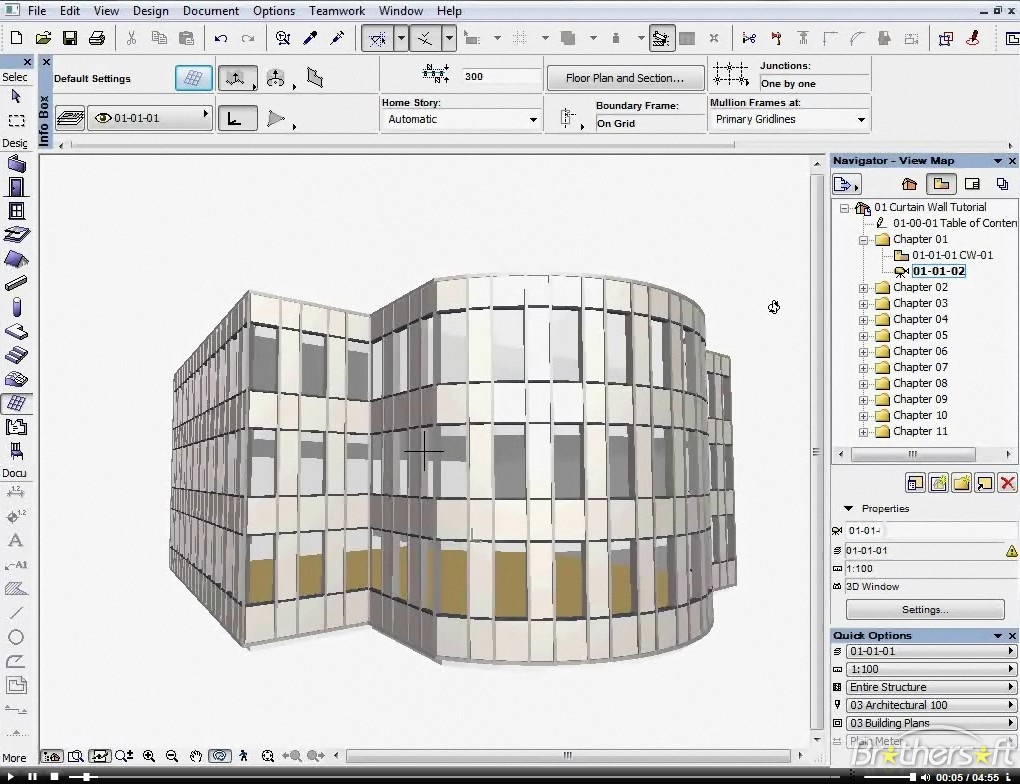 File Edit View Design Document Options Teamwork Window Help
Selec
Default Settings
300
Floor Plan and Section...
Junctions:
One by one
Info Box
01-01-01
Home Story:
Automatic
Boundary Frame:
On Grid
Mullion Frames at:
Primary Gridlines
Desig
Navigator - View Map
01 Curtain Wall Tutorial
01-00-01 Table of Conten
Chapter 01
01-01-01 CW-01
01-01-02
Chapter 02
Chapter 03
Chapter 04
Chapter 05
Chapter 06
Chapter 07
Chapter 08
Chapter 09
Chapter 10
Chapter 11
Docu
1.2
1.2
A
A1
Properties
01-01-
01-01-01
1:100
3D Window
Settings...
Quick Options
01-01-01
1:100
Entire Structure
03 Architectural 100
03 Building Plans
Plain Meter
More
Brothersoft
00:05 / 04:55